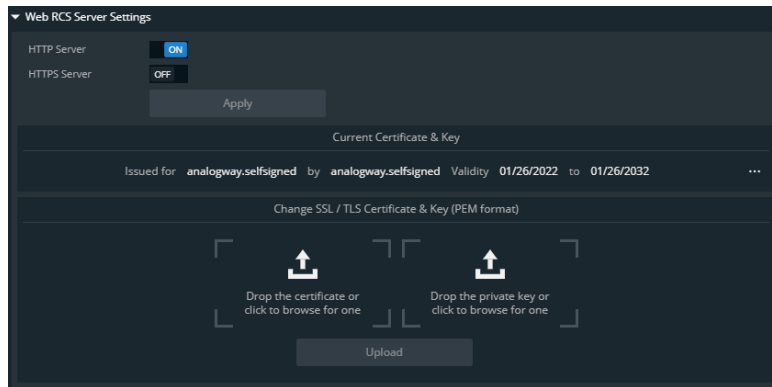 Web RCS Server Settings
HTTP Server ON
HTTPS Server OFF
Apply
Current Certificate & Key
Issued for analogway.selfsigned by analogway.selfsigned Validity 01/26/2022 to 01/26/2032 ...
Change SSL / TLS Certificate & Key (PEM format)
Drop the certificate or
click to browse for one
Drop the private key or
click to browse for one
Upload